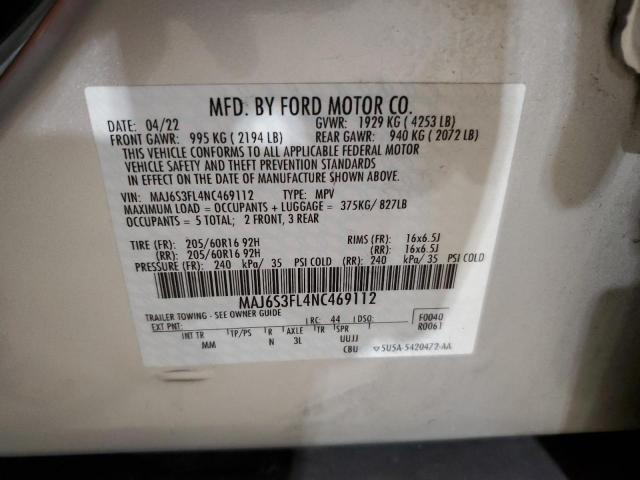 MFD. BY FORD MOTOR CO.
DATE: 04/22 GVWR: 1929 KG ( 4253 LB)
FRONT GAWR: 995 KG ( 2194 LB) REAR GAWR: 940 KG ( 2072 LB)
THIS VEHICLE CONFORMS TO ALL APPLICABLE FEDERAL MOTOR
VEHICLE SAFETY AND THEFT PREVENTION STANDARDS
IN EFFECT ON THE DATE OF MANUFACTURE SHOWN ABOVE.
VIN: MAJ6S3FL4NC469112 TYPE: MPV
MAXIMUM LOAD = OCCUPANTS + LUGGAGE = 375KG/ 827LB
OCCUPANTS = 5 TOTAL; 2 FRONT, 3 REAR
TIRE (FR): 205/60R16 92H RIMS (FR): 16x6.5J
(RR): 205/60R16 92H (RR): 16x6.5J
PRESSURE (FR): 240 kPa/ 35 PSI COLD (RR): 240 kPa/ 35 PSI COLD
MAJ6S3FL4NC469112
TRAILER TOWING - SEE OWNER GUIDE RC: 44 DSO: F0040
EXT PNT: R0061
INT TR TP/PS R AXLE TR SPR
MM N 3L UUJJ
CBU 5U5A-5420472-AA